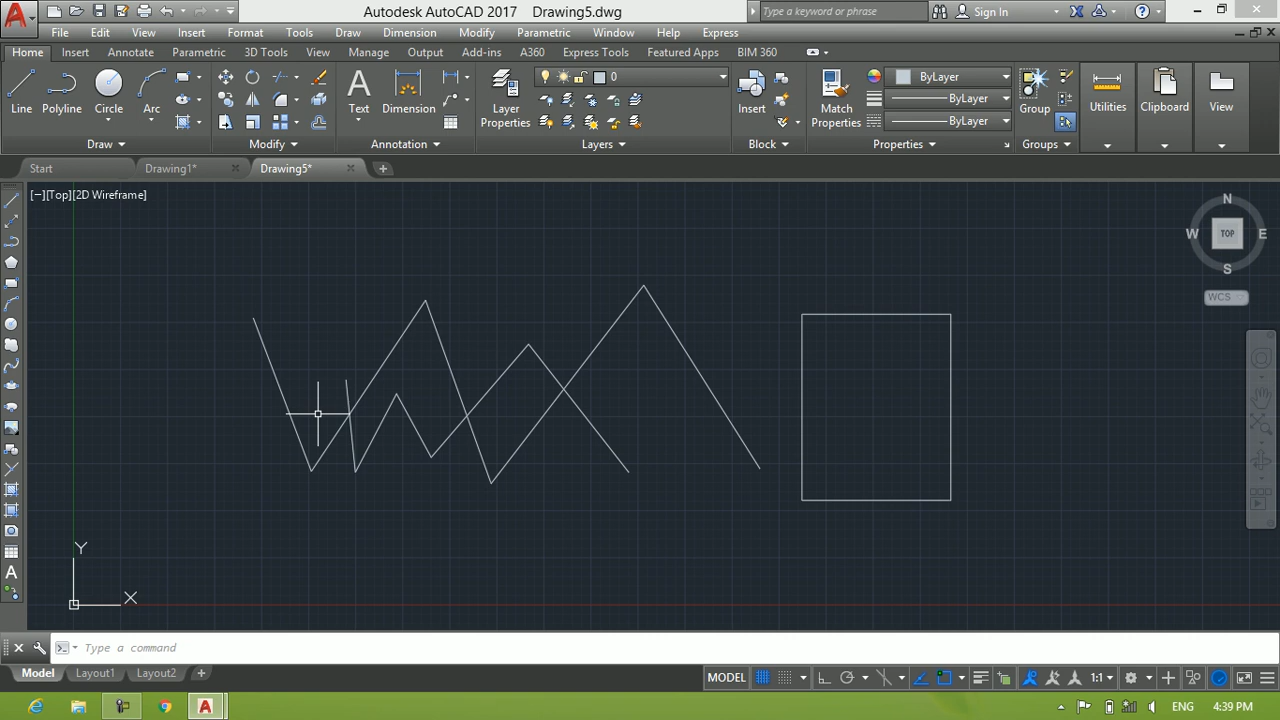 Autodesk AutoCAD 2017 Drawing5.dwg
Type a keyword or phrase
Sign In
File Edit View Insert Format Tools Draw Dimension Modify Parametric Window Help Express
Home Insert Annotate Parametric 3D Tools View Manage Output Add-ins A360 Express Tools Featured Apps BIM 360
Line Polyline Circle Arc
Draw
Modify
Text Dimension
Annotation
Layer Properties
0
Layers
Insert
Block
Match Properties
ByLayer
ByLayer
ByLayer
Properties
Group
Groups
Utilities
Clipboard
View
Start Drawing1* Drawing5*
[−][Top][2D Wireframe]
N
W TOP E
S
WCS
Y
X
A
Type a command
Model Layout1 Layout2
MODEL 1:1
ENG 4:39 PM